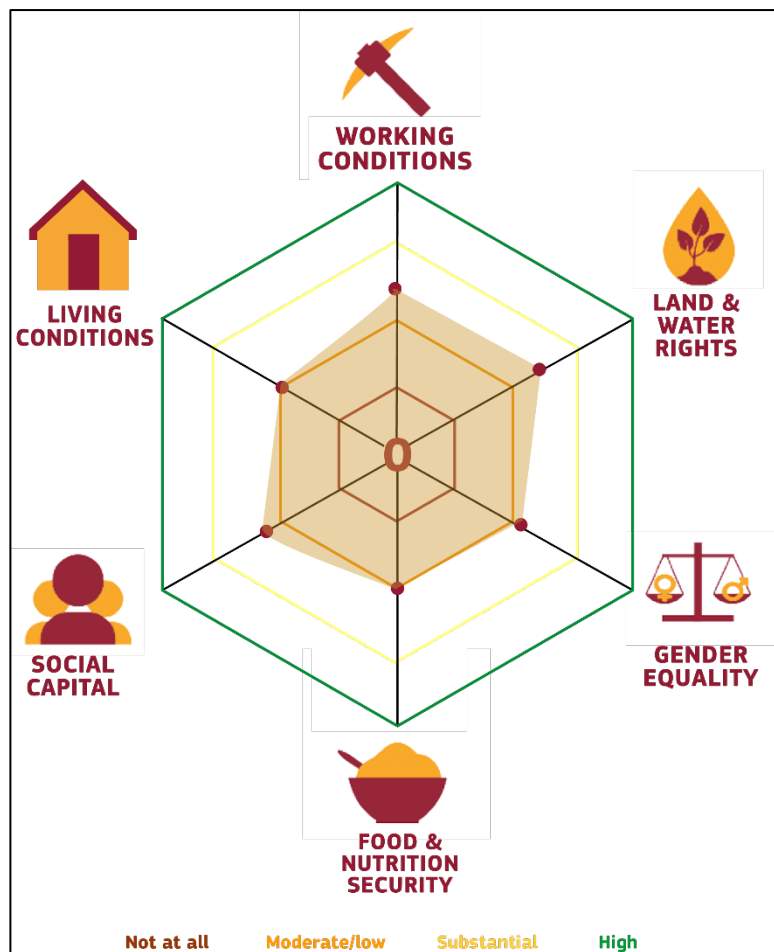 WORKING
CONDITIONS
LIVING
CONDITIONS
LAND &
WATER
RIGHTS
0
SOCIAL
CAPITAL
GENDER
EQUALITY
FOOD &
NUTRITION
SECURITY
Not at all Moderate/low Substantial High